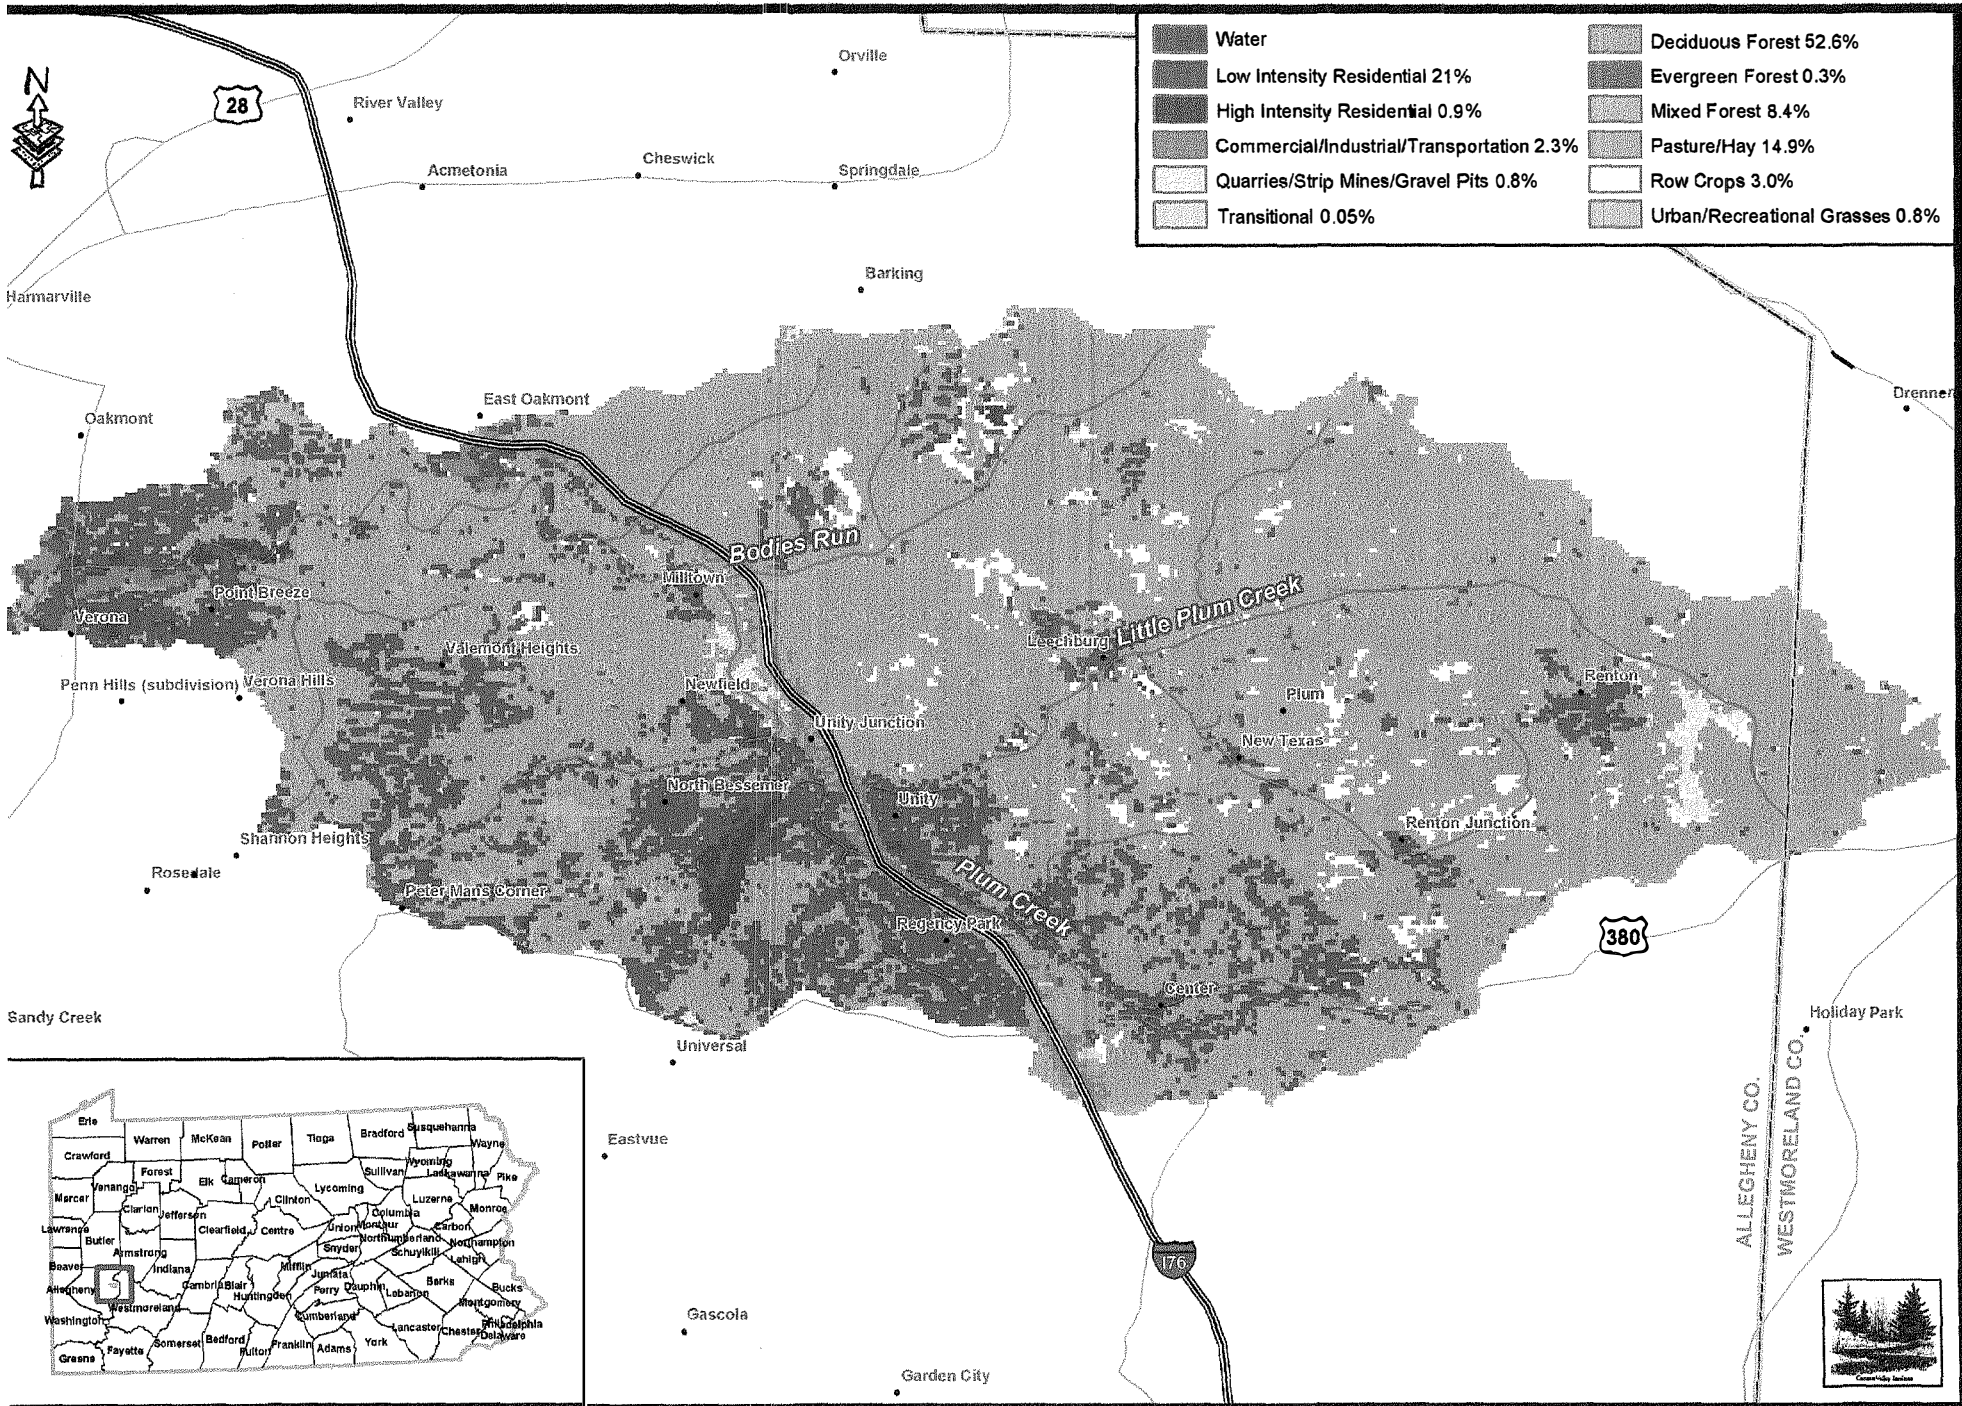 Water
Low Intensity Residential 21%
High Intensity Residential 0.9%
Commercial/Industrial/Transportation 2.3%
Quarries/Strip Mines/Gravel Pits 0.8%
Transitional 0.05%
Deciduous Forest 52.6%
Evergreen Forest 0.3%
Mixed Forest 8.4%
Pasture/Hay 14.9%
Row Crops 3.0%
Urban/Recreational Grasses 0.8%
N
28
Orville
River Valley
Acmetonia
Cheswick
Springdale
Barking
Harmarville
Oakmont
East Oakmont
Drennen
Bodies Run
Milltown
Point Breeze
Verona
Little Plum Creek
Leechburg
Valemont Heights
Penn Hills (subdivision)
Verona Hills
Newfield
Renton
Plum
Unity Junction
New Texas
North Bessemer
Unity
Renton Junction
Shannon Heights
Rosedale
Peter Mans Corner
Plum Creek
Regency Park
380
Center
Sandy Creek
Holiday Park
Universal
Eastvue
ALLEGHENY CO.
WESTMORELAND CO.
176
Gascola
Garden City
Erie
Warren
McKean
Potter
Tioga
Bradford
Susquehanna
Wayne
Crawford
Forest
Elk
Cameron
Sullivan
Wyoming
Lackawanna
Pike
Mercer
Venango
Clarion
Jefferson
Clinton
Lycoming
Luzerne
Monroe
Lawrence
Butler
Clearfield
Centre
Union
Montour
Columbia
Northumberland
Carbon
Northampton
Armstrong
Snyder
Schuylkill
Lehigh
Beaver
Indiana
Mifflin
Juniata
Allegheny
Cambria
Blair
Huntingdon
Perry
Dauphin
Lebanon
Berks
Bucks
Montgomery
Westmoreland
Washington
Cumberland
Lancaster
Chester
Philadelphia
Delaware
Greene
Fayette
Somerset
Bedford
Fulton
Franklin
Adams
York